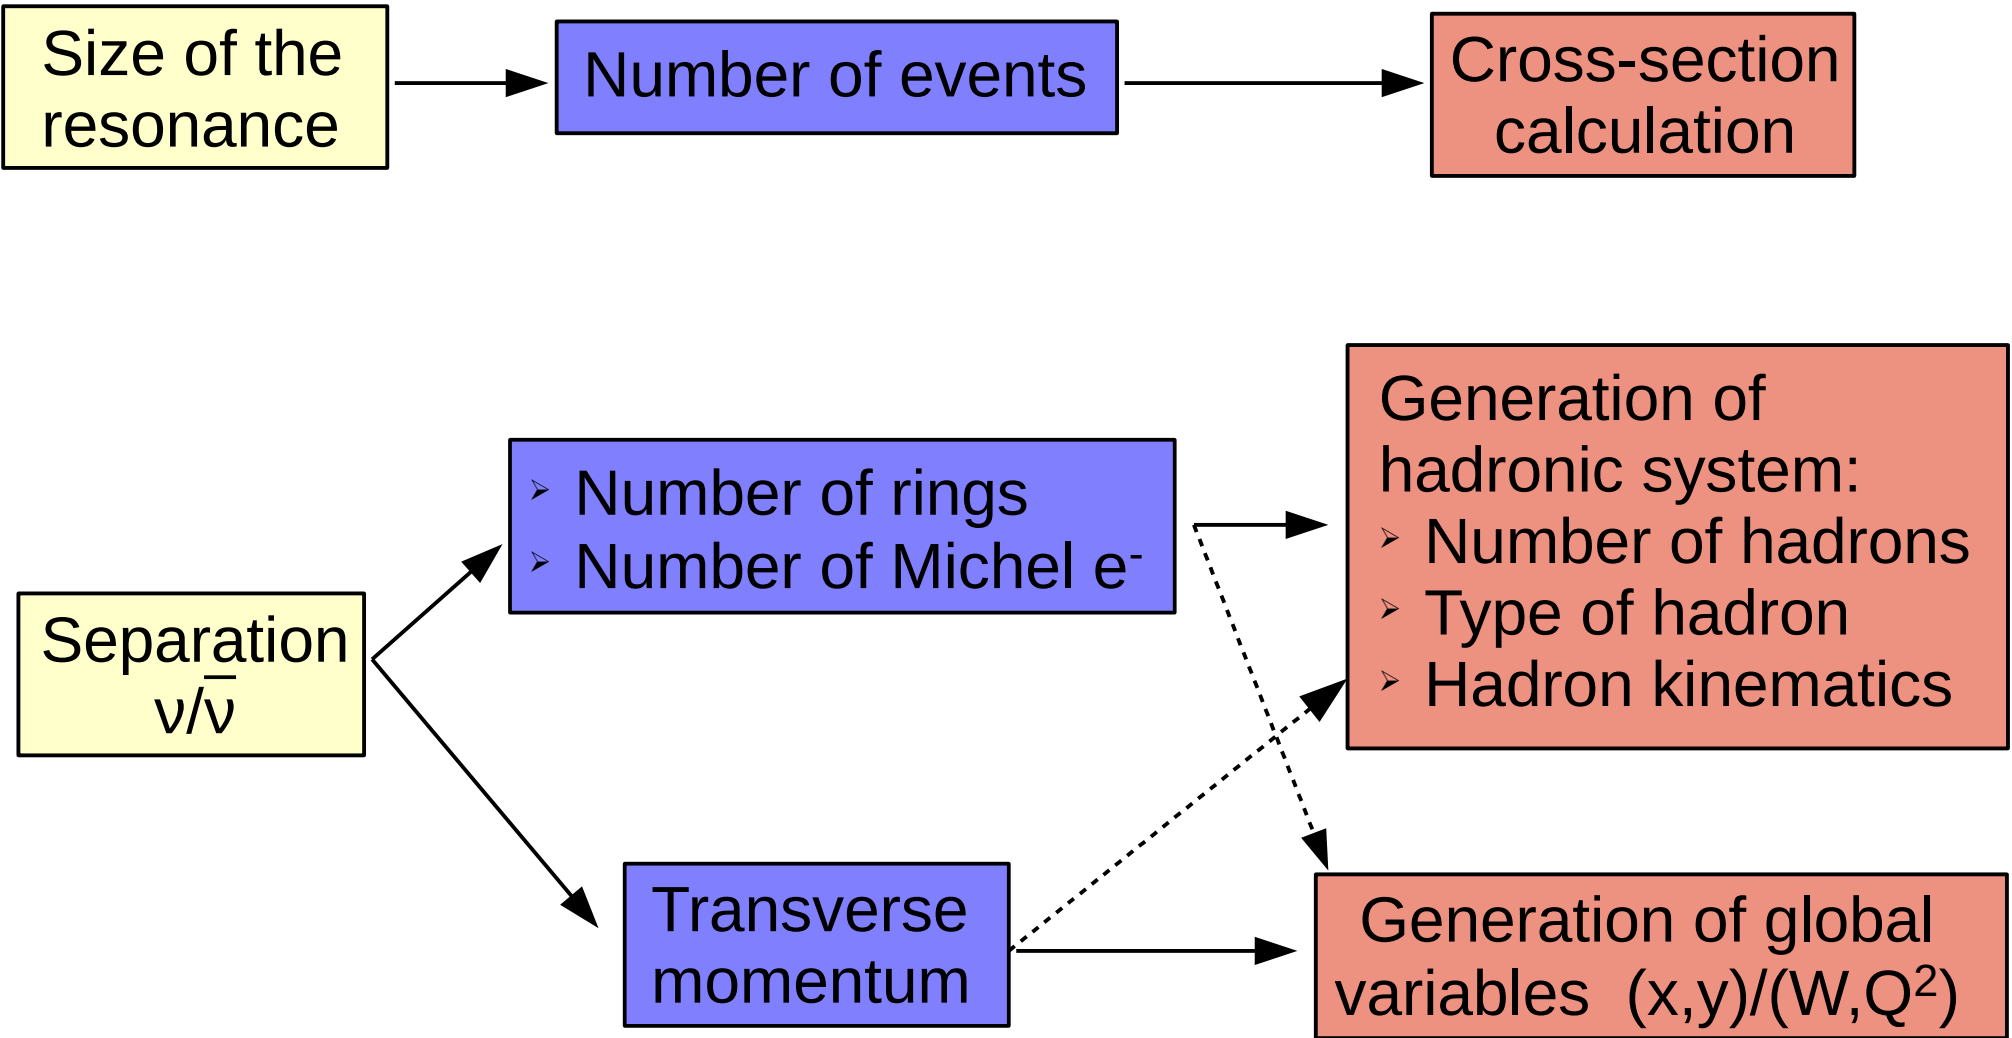 Size of the
resonance
Number of events
Cross-section
calculation
Separation
ν/ν̅
➢ Number of rings
➢ Number of Michel e⁻
Transverse
momentum
Generation of
hadronic system:
➢ Number of hadrons
➢ Type of hadron
➢ Hadron kinematics
Generation of global
variables (x,y)/(W,Q²)